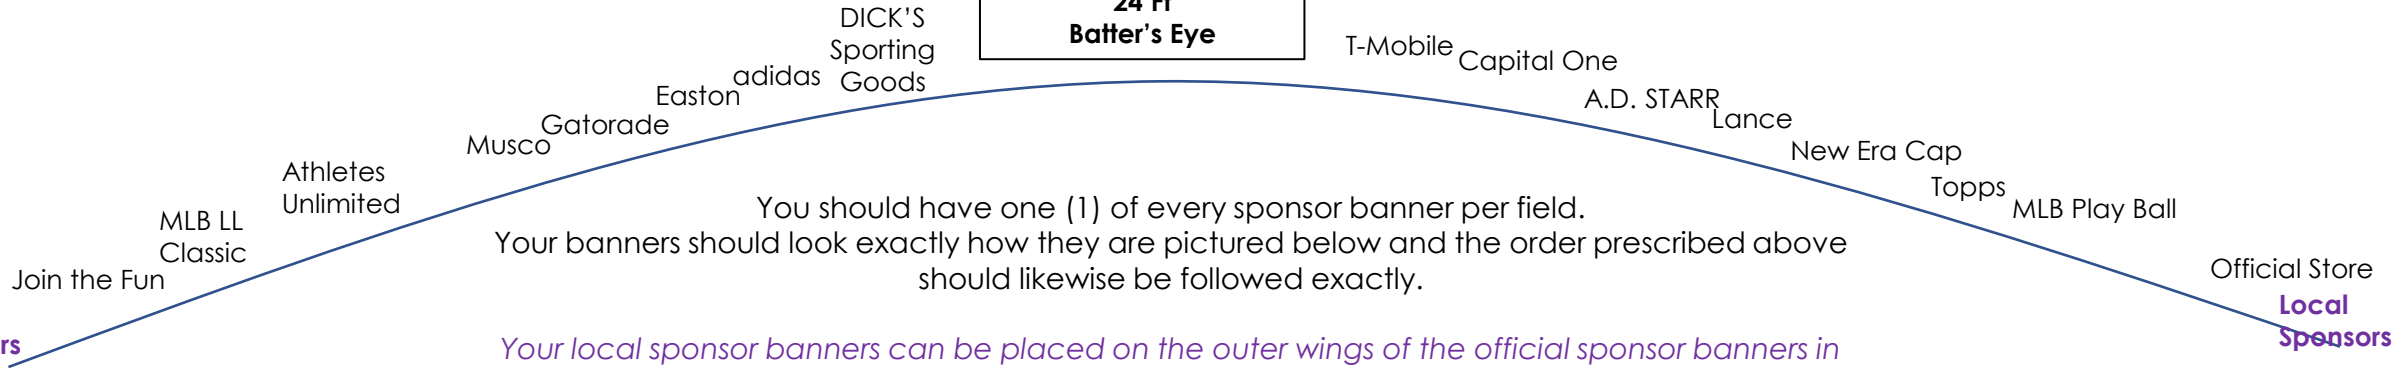 24 Ft
Batter's Eye
DICK'S
Sporting
Goods
adidas
Easton
Gatorade
Musco
Athletes
Unlimited
MLB LL
Classic
Join the Fun
rs
T-Mobile
Capital One
A.D. STARR
Lance
New Era Cap
Topps
MLB Play Ball
Official Store
Local
Sponsors
You should have one (1) of every sponsor banner per field.
Your banners should look exactly how they are pictured below and the order prescribed above
should likewise be followed exactly.
Your local sponsor banners can be placed on the outer wings of the official sponsor banners in